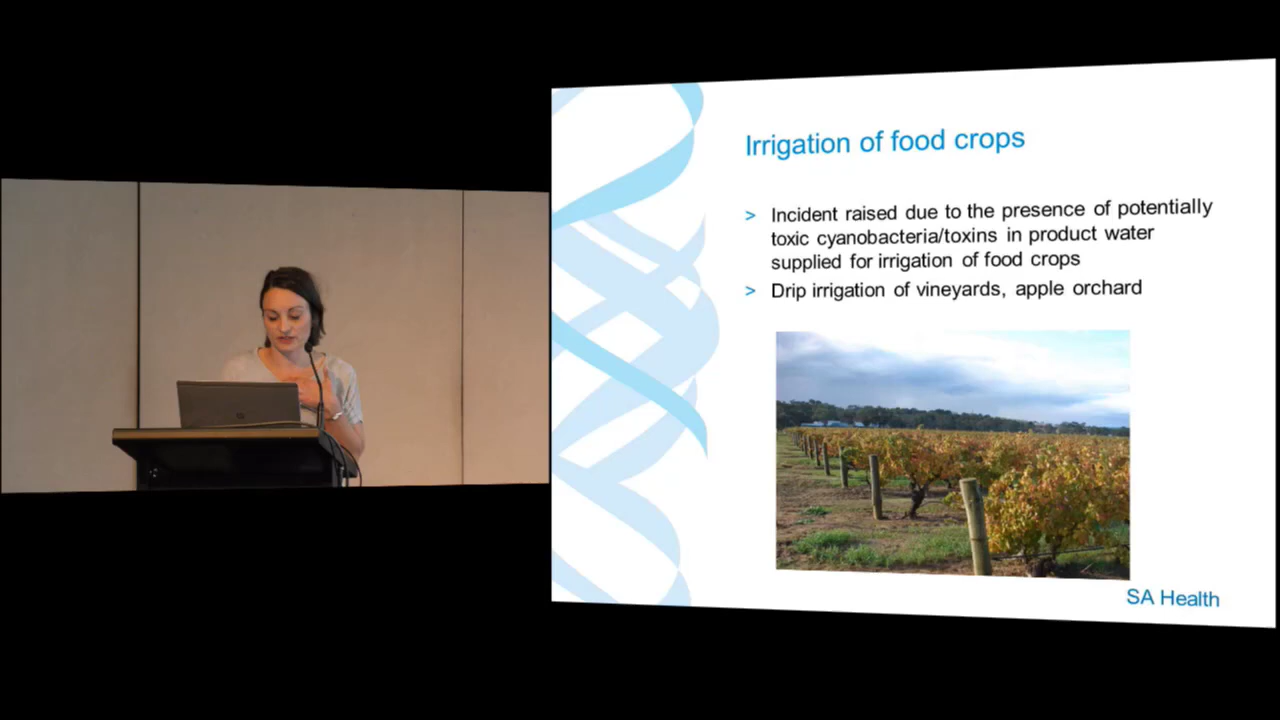 Irrigation of food crops
> Incident raised due to the presence of potentially
toxic cyanobacteria/toxins in product water
supplied for irrigation of food crops
> Drip irrigation of vineyards, apple orchard
SA Health